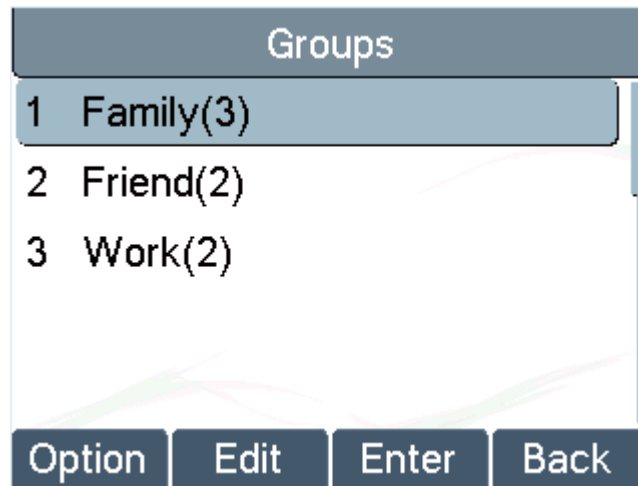 Groups
1 Family(3)
2 Friend(2)
3 Work(2)
Option Edit Enter Back